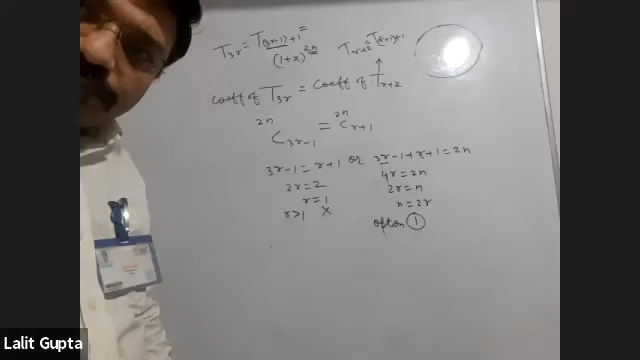 T3r = T(3r-1)+1 =
(1+x)^2n
Tr+2 = T(r+1)+1
coeff of T3r = coeff of Tr+2
2nC3r-1 = 2nCr+1
3r-1 = r+1 or 3r-1+r+1 = 2n
2r = 2
4r = 2n
r = 1
2r = n
r>1 X
n = 2r
option ①
Lalit Gupta